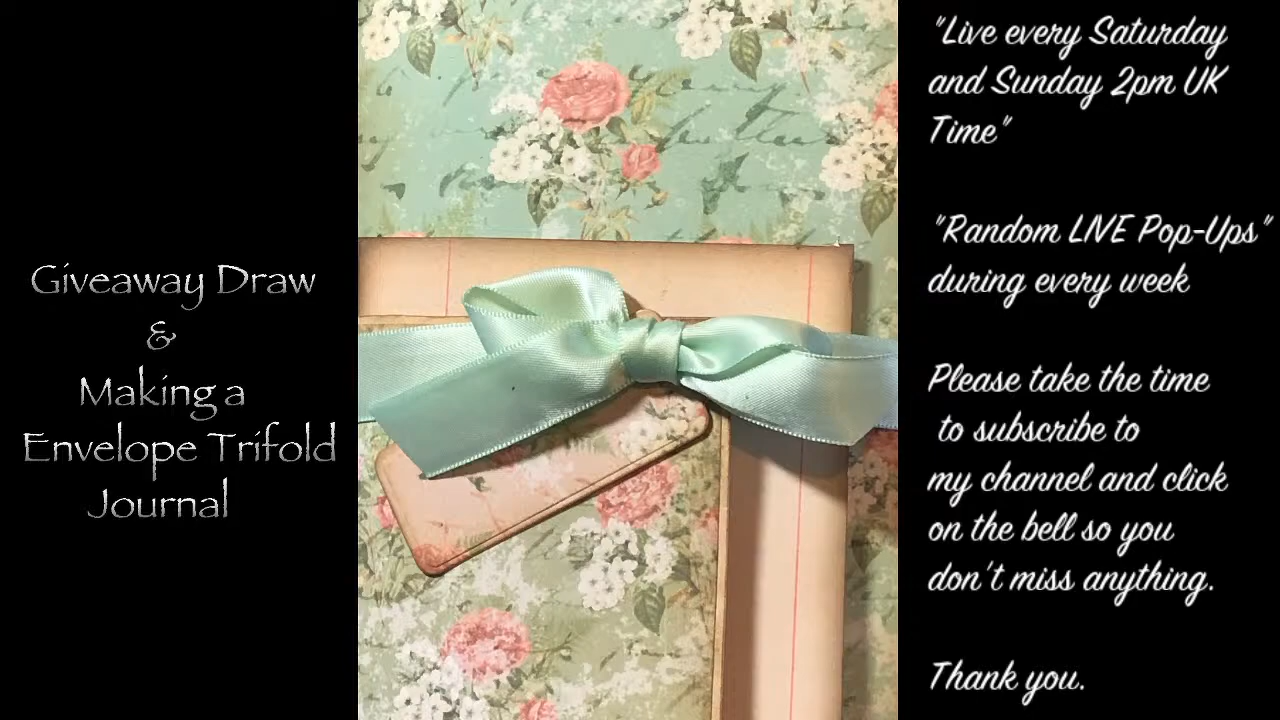 Giveaway Draw
&
Making a
Envelope Trifold
Journal
"Live every Saturday
and Sunday 2pm UK
Time"
"Random LIVE Pop-Ups"
during every week
Please take the time
to subscribe to
my channel and click
on the bell so you
don't miss anything.
Thank you.